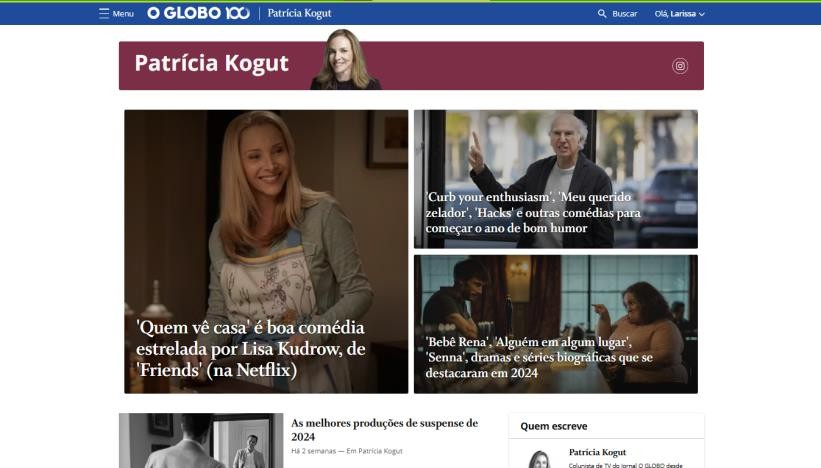 Menu
O GLOBO 100
Patrícia Kogut
Buscar
Olá, Larissa
Patrícia Kogut
'Curb your enthusiasm', 'Meu querido
zelador', 'Hacks' e outras comédias para
começar o ano de bom humor
'Quem vê casa' é boa comédia
estrelada por Lisa Kudrow, de
'Friends' (na Netflix)
'Bebê Rena', 'Alguém em algum lugar',
'Senna', dramas e séries biográficas que se
destacaram em 2024
As melhores produções de suspense de
2024
Há 2 semanas — Em Patrícia Kogut
Quem escreve
Patrícia Kogut
Colunista de TV do Jornal O GLOBO desde